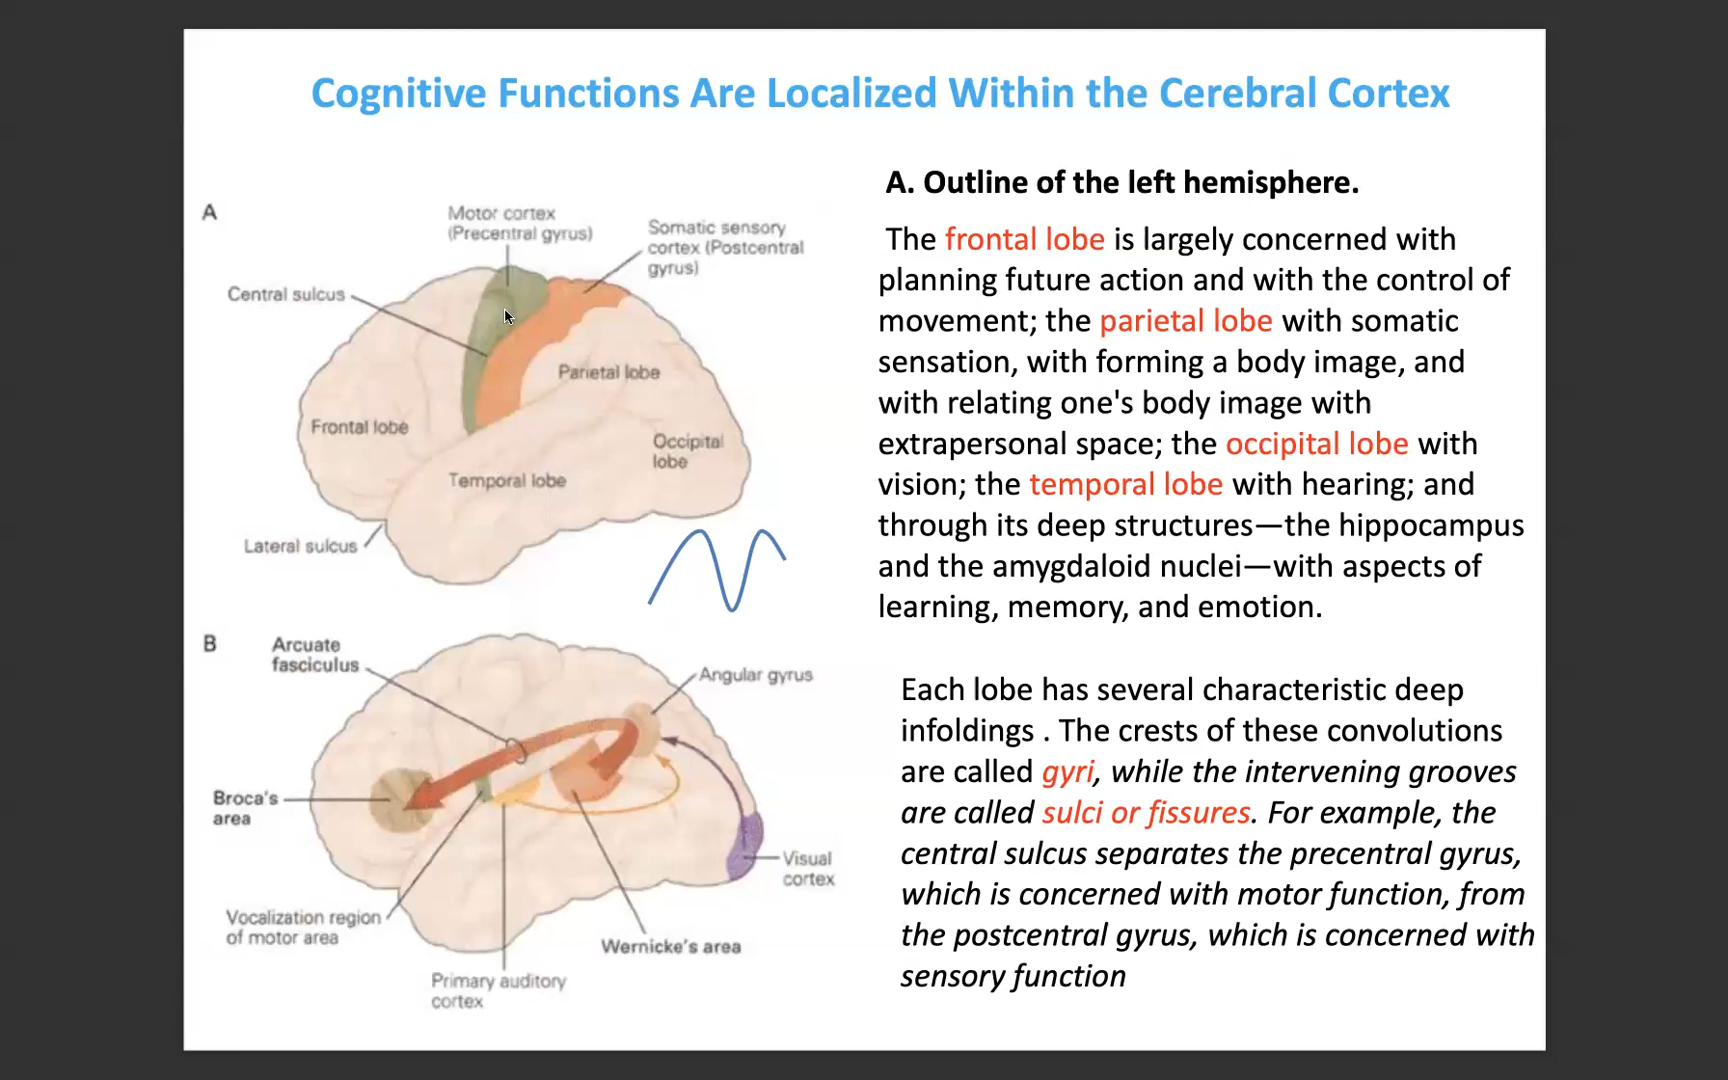 Cognitive Functions Are Localized Within the Cerebral Cortex
A
Motor cortex
(Precentral gyrus)
Somatic sensory
cortex (Postcentral
gyrus)
Central sulcus
Parietal lobe
Frontal lobe
Occipital
lobe
Temporal lobe
Lateral sulcus
B
Arcuate
fasciculus
Angular gyrus
Broca's
area
Visual
cortex
Vocalization region
of motor area
Wernicke's area
Primary auditory
cortex
A. Outline of the left hemisphere.
The frontal lobe is largely concerned with
planning future action and with the control of
movement; the parietal lobe with somatic
sensation, with forming a body image, and
with relating one's body image with
extrapersonal space; the occipital lobe with
vision; the temporal lobe with hearing; and
through its deep structures—the hippocampus
and the amygdaloid nuclei—with aspects of
learning, memory, and emotion.
Each lobe has several characteristic deep
infoldings . The crests of these convolutions
are called gyri, while the intervening grooves
are called sulci or fissures. For example, the
central sulcus separates the precentral gyrus,
which is concerned with motor function, from
the postcentral gyrus, which is concerned with
sensory function